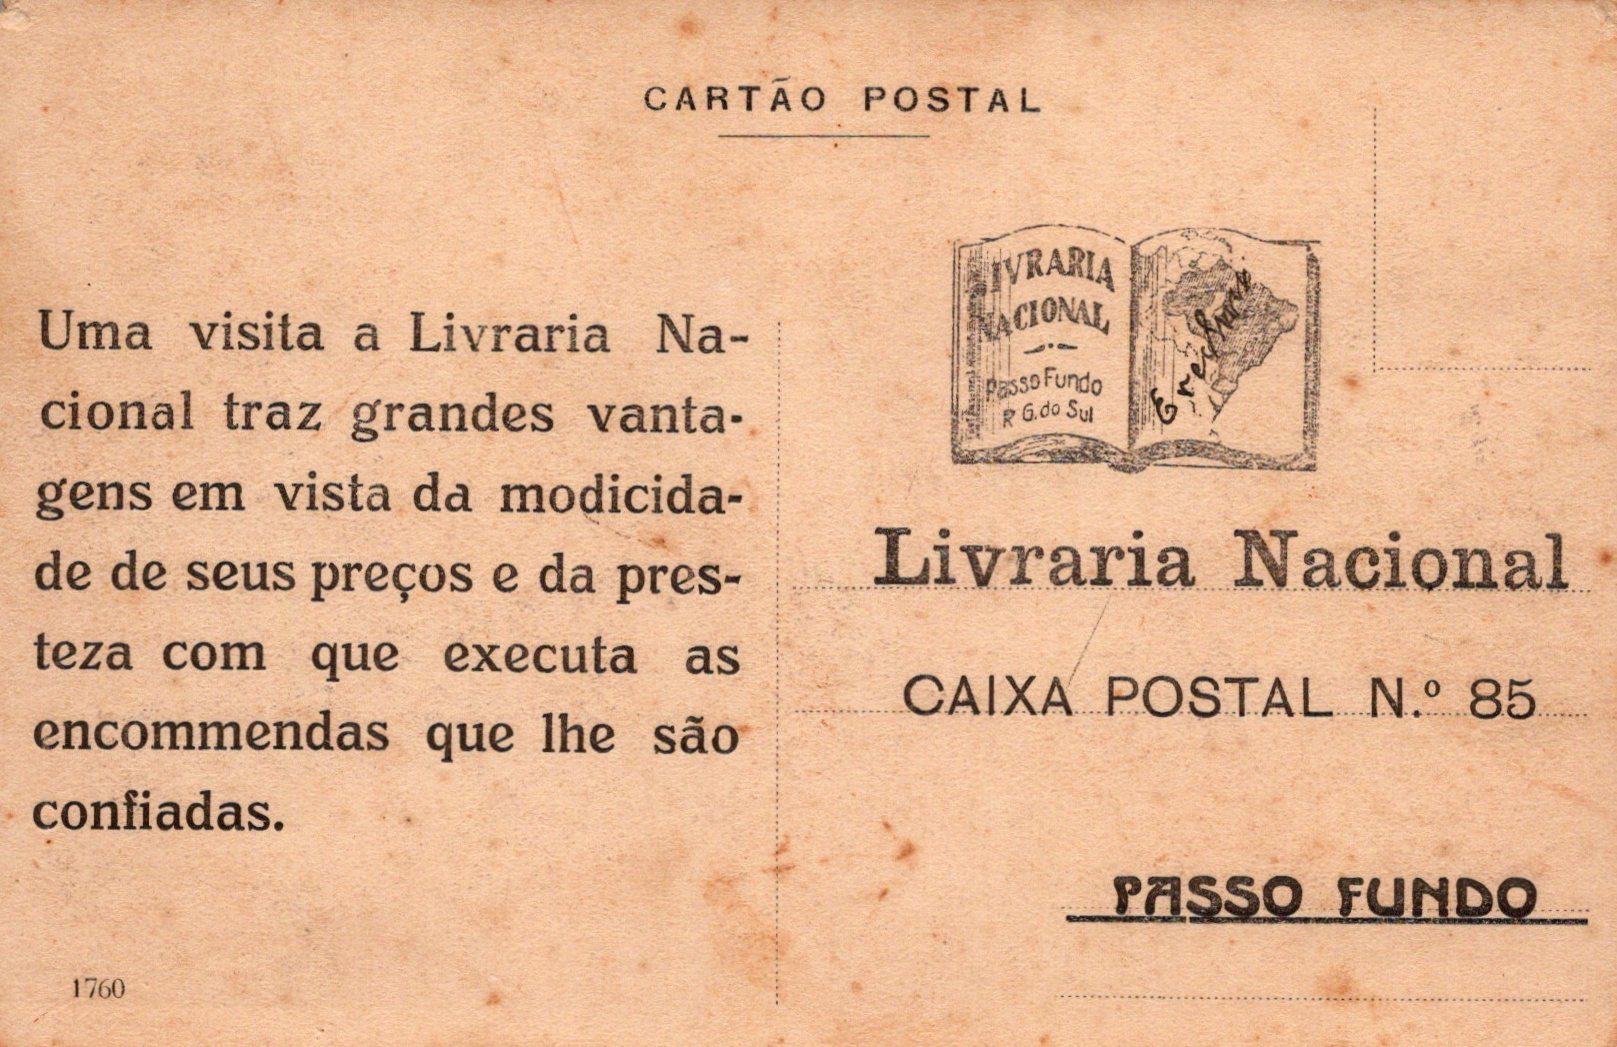 CARTÃO POSTAL
Uma visita a Livraria Na-
cional traz grandes vanta-
gens em vista da modicida-
de de seus preços e da pres-
teza com que executa as
encommendas que lhe são
confiadas.
1760
LIVRARIA
NACIONAL
Passo Fundo
R G. do Sul
Livraria Nacional
CAIXA POSTAL N.º 85
PASSO FUNDO